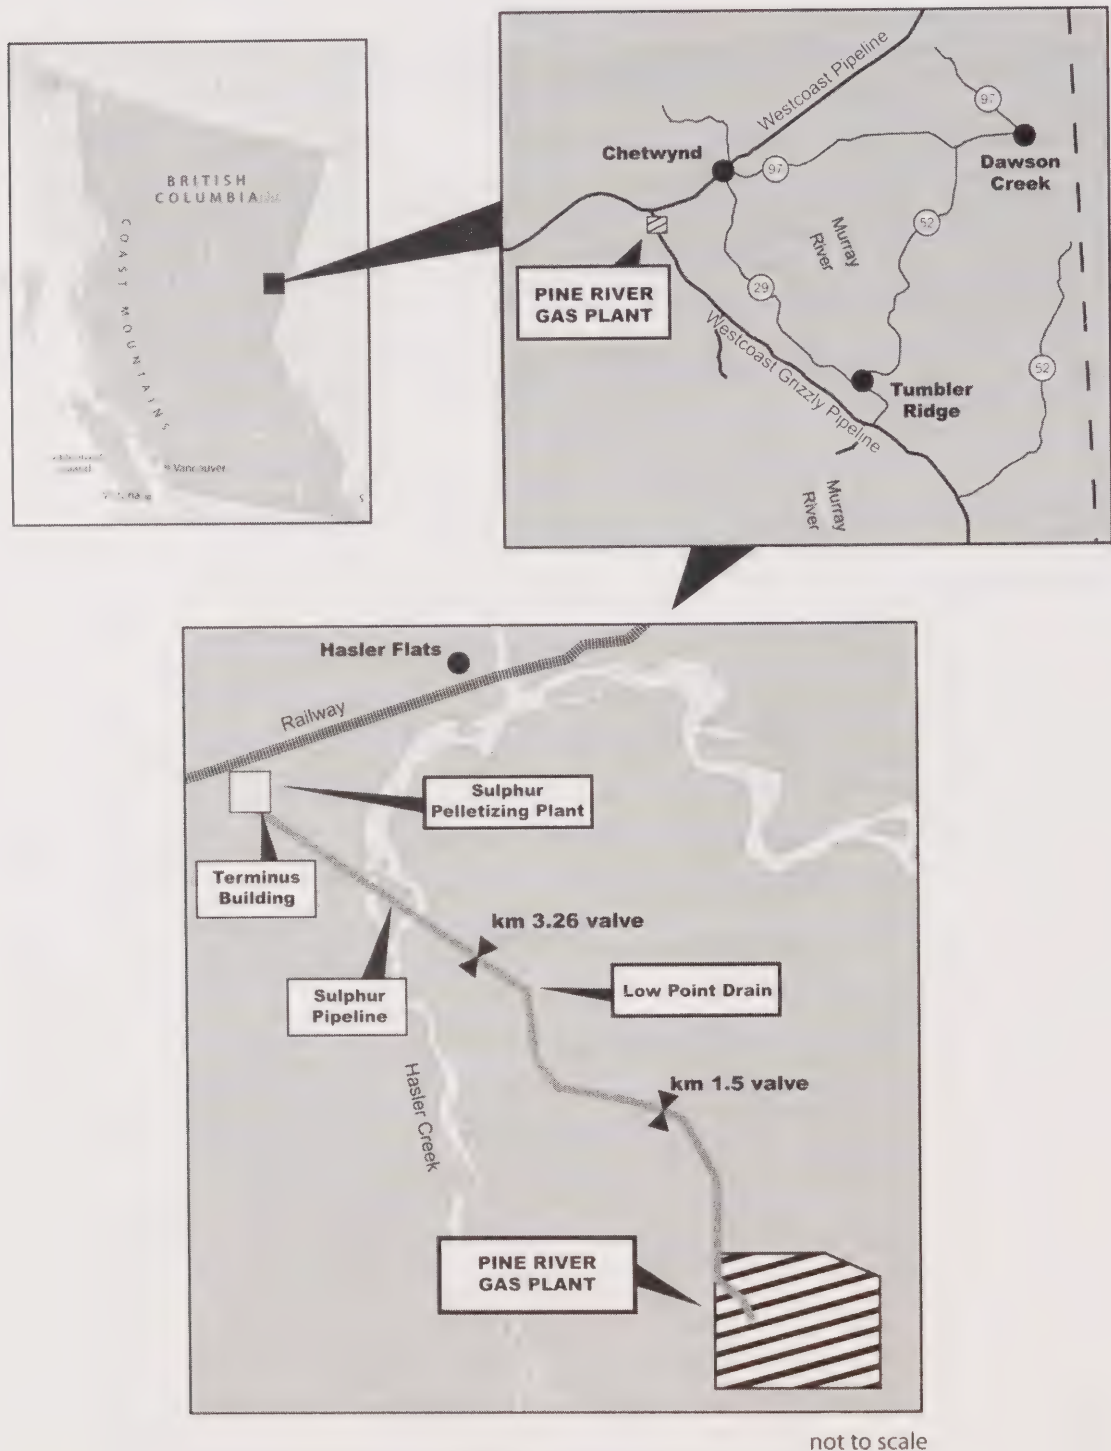 BRITISH
COLUMBIA
COAST MOUNTAINS
Vancouver
Westcoast Pipeline
97
Chetwynd
97
Dawson
Creek
52
Murray
River
PINE RIVER
GAS PLANT
29
Westcoast Grizzly Pipeline
52
Tumbler
Ridge
Murray
River
Hasler Flats
Railway
Sulphur
Pelletizing Plant
Terminus
Building
km 3.26 valve
Low Point Drain
Sulphur
Pipeline
km 1.5 valve
Hasler Creek
PINE RIVER
GAS PLANT
not to scale